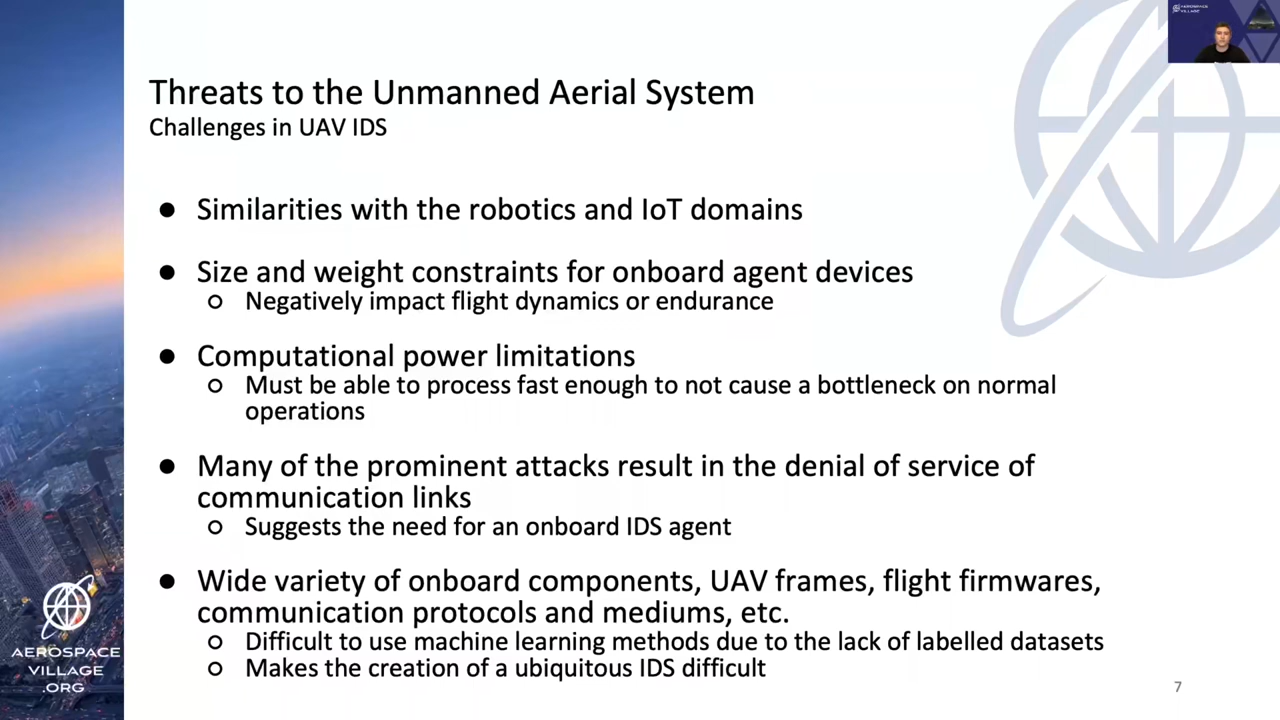 AEROSPACE
VILLAGE
Threats to the Unmanned Aerial System
Challenges in UAV IDS
● Similarities with the robotics and IoT domains
● Size and weight constraints for onboard agent devices
○ Negatively impact flight dynamics or endurance
● Computational power limitations
○ Must be able to process fast enough to not cause a bottleneck on normal
operations
● Many of the prominent attacks result in the denial of service of
communication links
○ Suggests the need for an onboard IDS agent
● Wide variety of onboard components, UAV frames, flight firmwares,
communication protocols and mediums, etc.
○ Difficult to use machine learning methods due to the lack of labelled datasets
○ Makes the creation of a ubiquitous IDS difficult
AEROSPACE
VILLAGE
.ORG
7